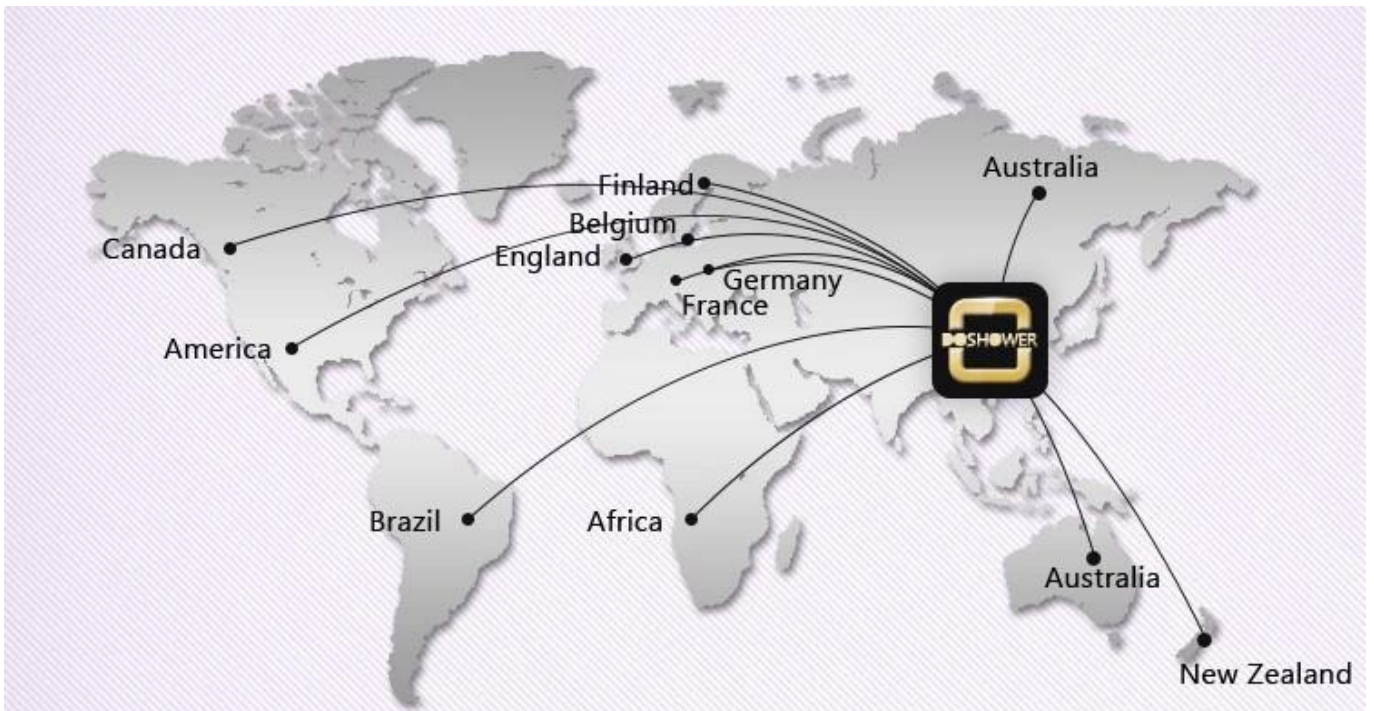 Australia
Finland
Belgium
Canada
England
Germany
France
DOSHOWER
America
Brazil
Africa
Australia
New Zealand